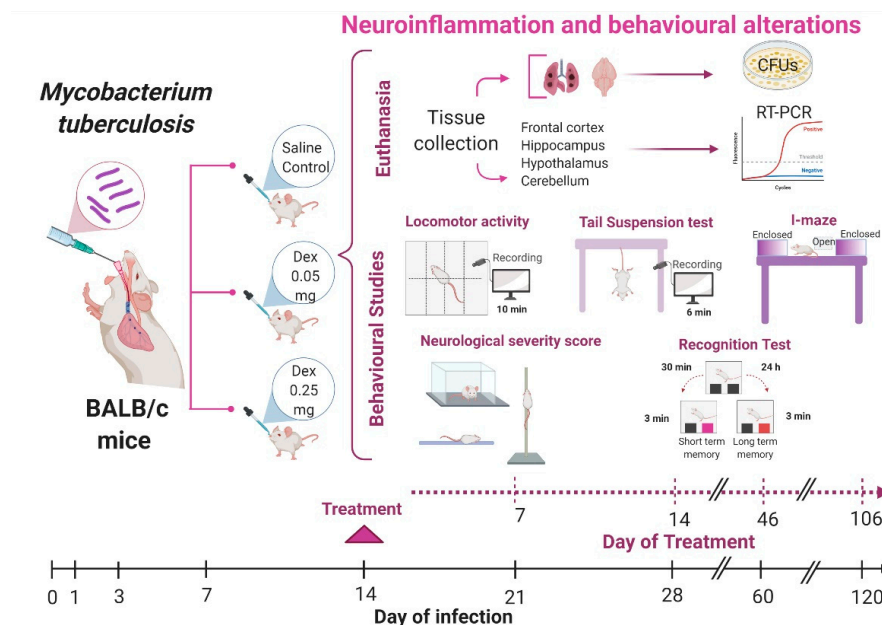 Neuroinflammation and behavioural alterations
Mycobacterium
tuberculosis
BALB/c
mice
Saline
Control
Dex
0.05
mg
Dex
0.25
mg
Euthanasia
Behavioural Studies
Tissue
collection
CFUs
Frontal cortex
Hippocampus
Hypothalamus
Cerebellum
RT-PCR
Fluorescence
Positive
Threshold
Negative
Cycles
Locomotor activity
Recording
10 min
Tail Suspension test
Recording
6 min
I-maze
Enclosed
Open
Enclosed
Neurological severity score
Recognition Test
30 min
24 h
3 min
3 min
Short term
memory
Long term
memory
7
14
46
106
Treatment
Day of Treatment
0
1
3
7
14
21
28
60
120
Day of infection